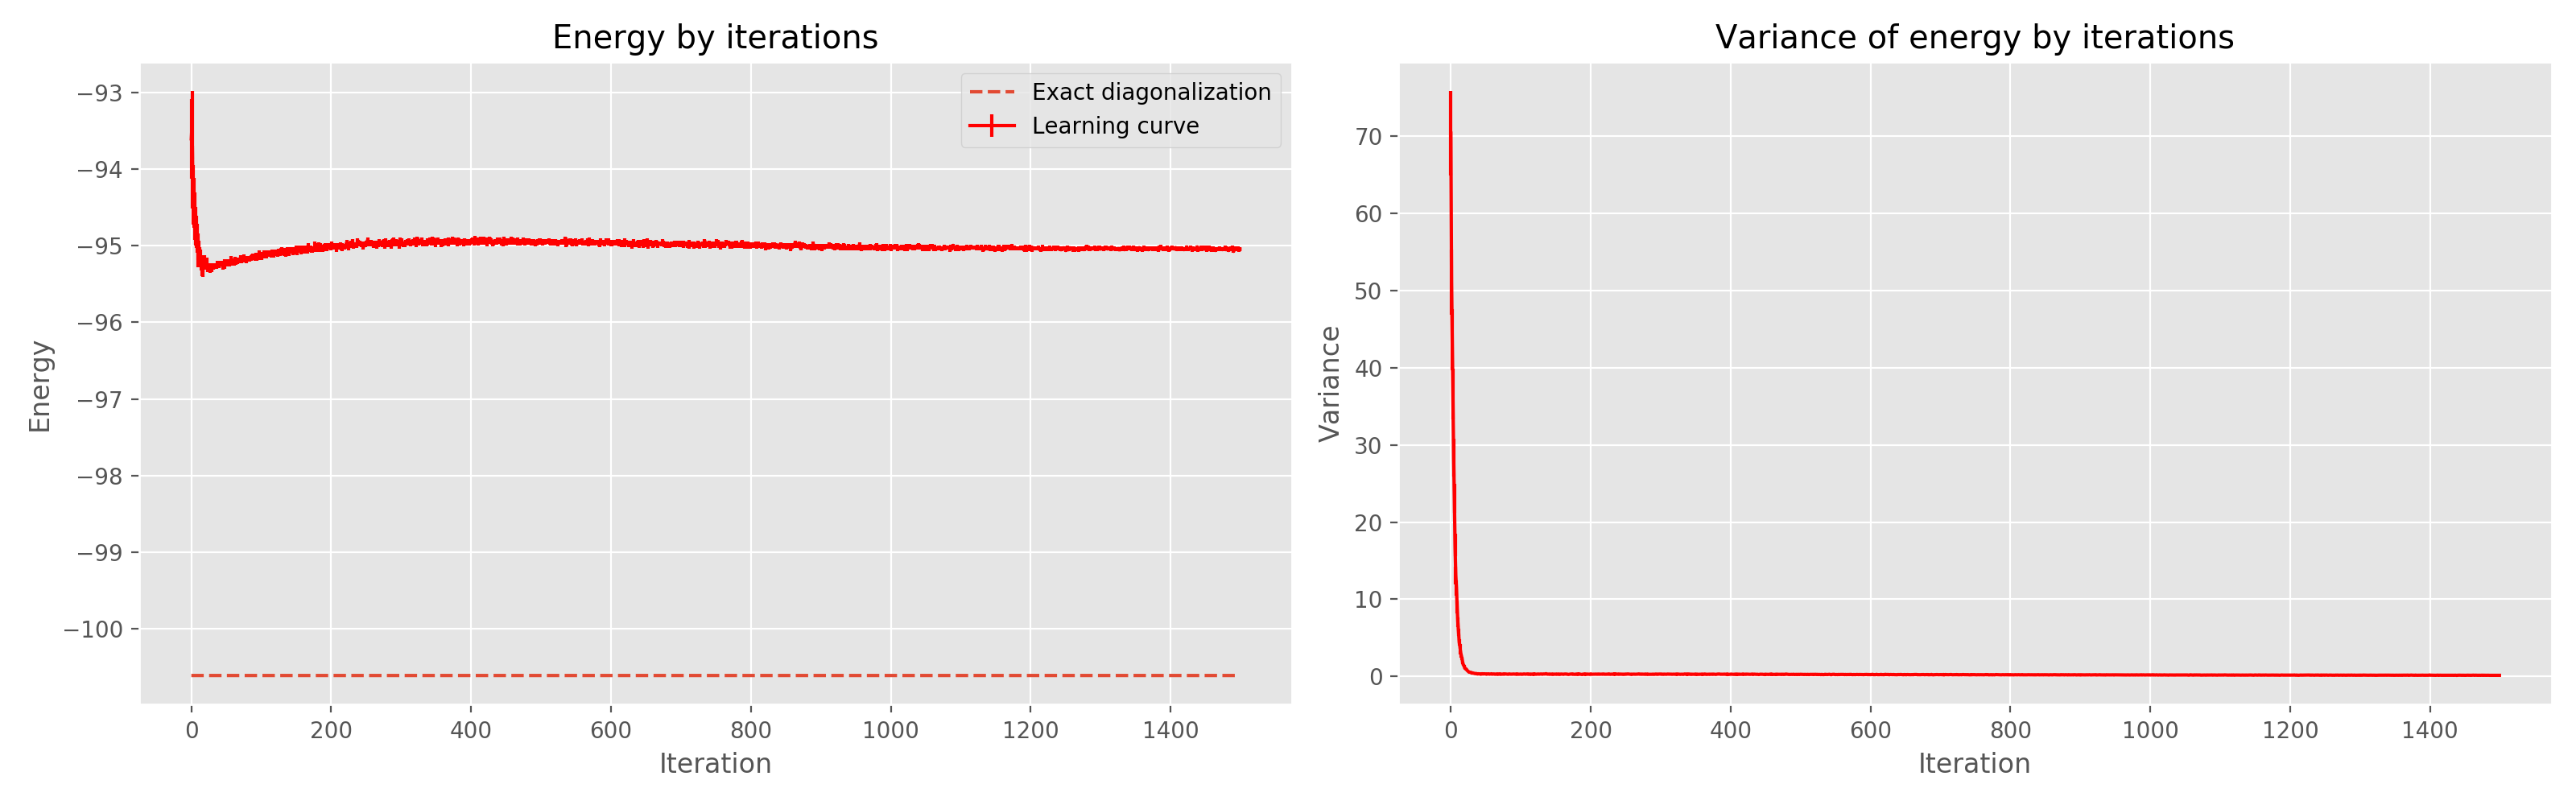 Energy by iterations
−93
−94
−95
−96
−97
−98
−99
−100
Energy
Exact diagonalization
Learning curve
0 200 400 600 800 1000 1200 1400
Iteration
Variance of energy by iterations
70
60
50
40
30
20
10
0
Variance
0 200 400 600 800 1000 1200 1400
Iteration